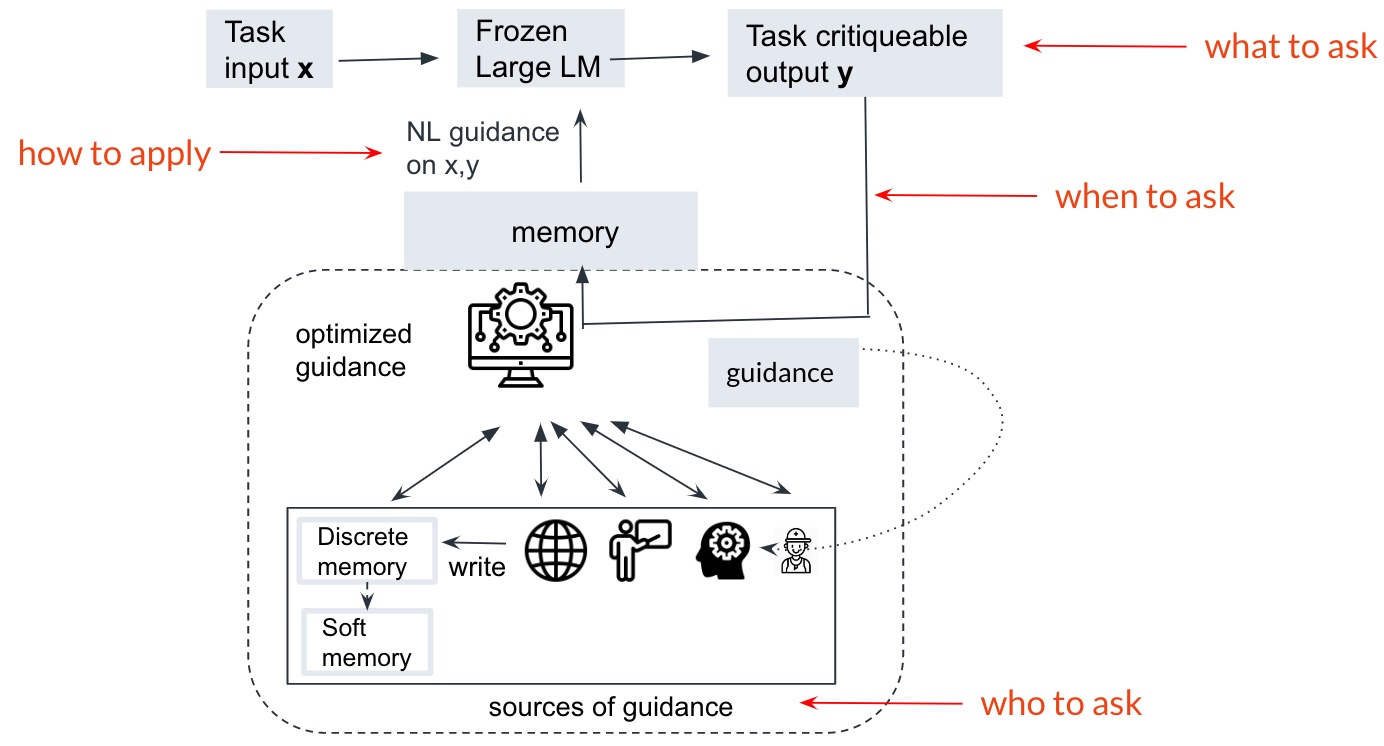 Task
input x
Frozen
Large LM
Task critiqueable
output y
what to ask
how to apply
NL guidance
on x,y
when to ask
memory
optimized
guidance
guidance
Discrete
memory
write
Soft
memory
sources of guidance
who to ask